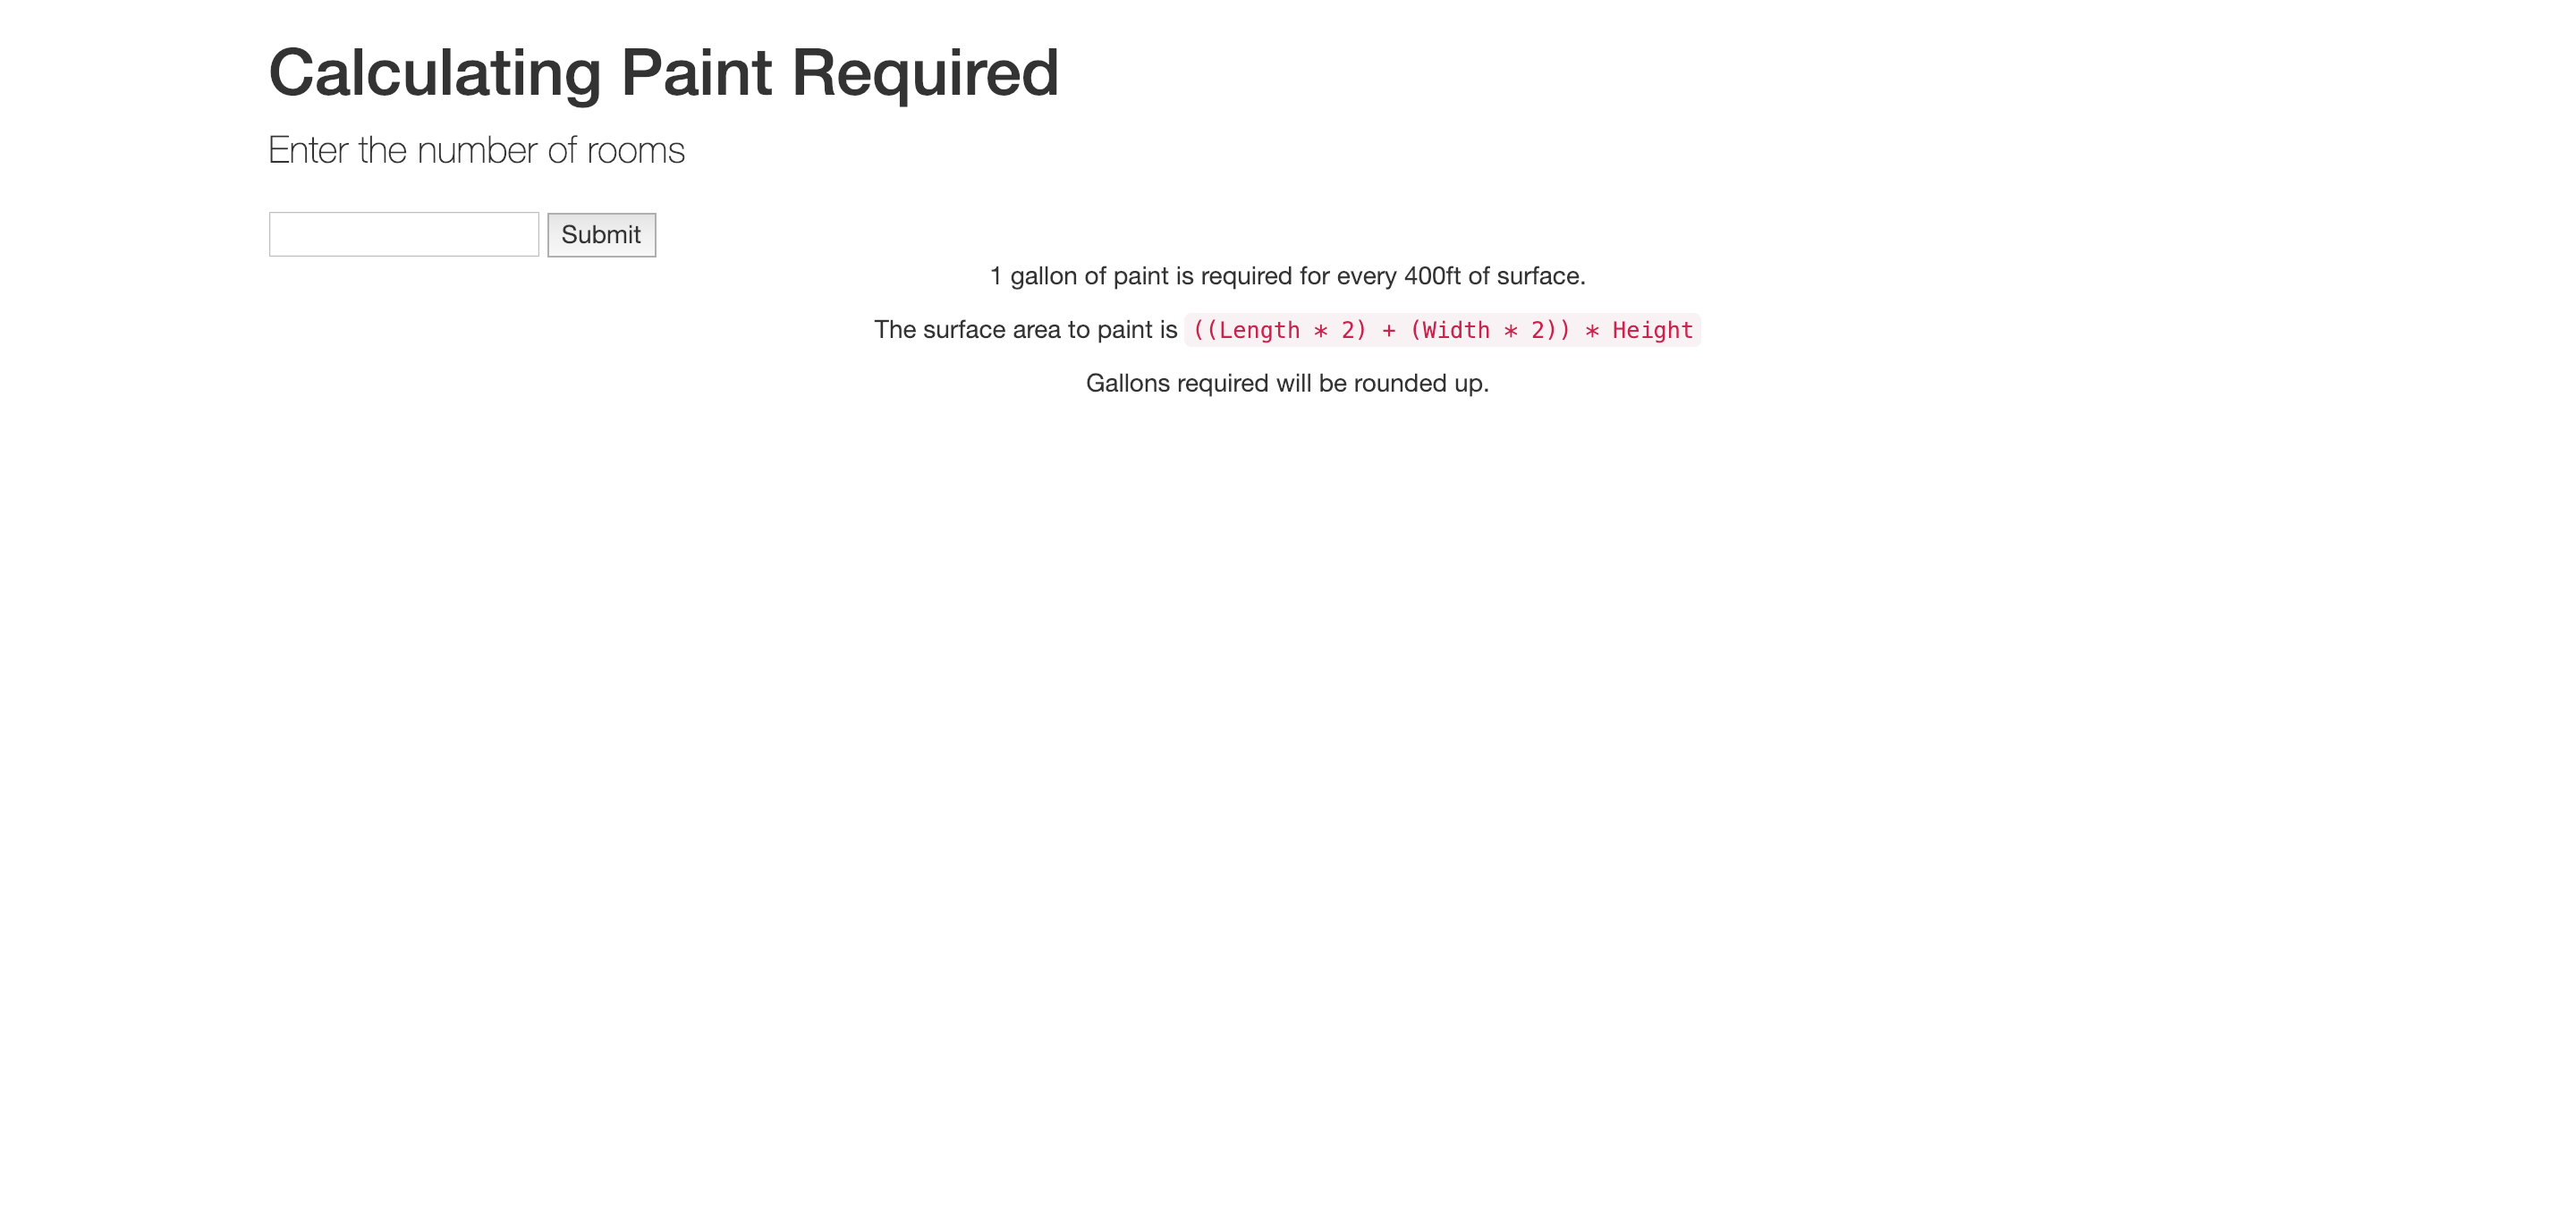 Calculating Paint Required
Enter the number of rooms
Submit
1 gallon of paint is required for every 400ft of surface.
The surface area to paint is ((Length * 2) + (Width * 2)) * Height
Gallons required will be rounded up.